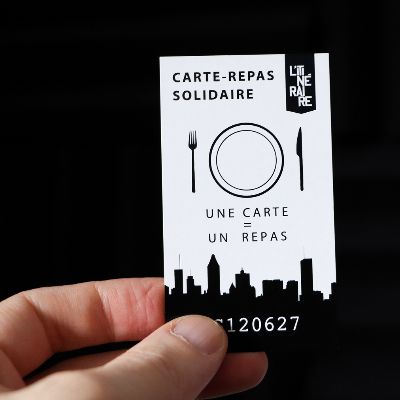 CARTE-REPAS
SOLIDAIRE
L'ITI
NÉ
RAI
RE
UNE CARTE
=
UN REPAS
120627